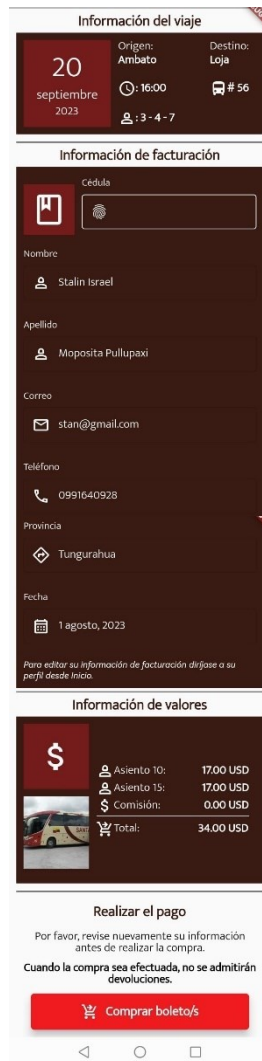 Información del viaje
20
septiembre
2023
Origen:
Ambato
Destino:
Loja
: 16:00
# 56
: 3 - 4 - 7
Información de facturación
Cédula
Nombre
Stalin Israel
Apellido
Moposita Pullupaxi
Correo
stan@gmail.com
Teléfono
0991640928
Provincia
Tungurahua
Fecha
1 agosto, 2023
Para editar su información de facturación diríjase a su
perfil desde Inicio.
Información de valores
Asiento 10: 17.00 USD
Asiento 15: 17.00 USD
Comisión: 0.00 USD
Total: 34.00 USD
Realizar el pago
Por favor, revise nuevamente su información
antes de realizar la compra.
Cuando la compra sea efectuada, no se admitirán
devoluciones.
Comprar boleto/s